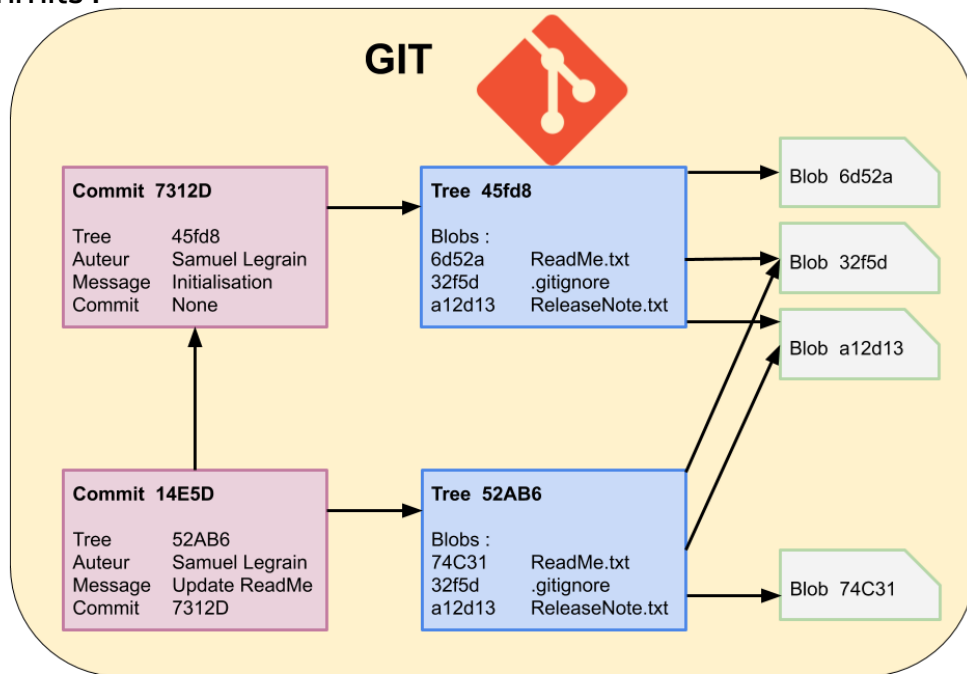 GIT
Commit 7312D
Tree 45fd8
Auteur Samuel Legrain
Message Initialisation
Commit None
Tree 45fd8
Blobs :
6d52a ReadMe.txt
32f5d .gitignore
a12d13 ReleaseNote.txt
Blob 6d52a
Blob 32f5d
Blob a12d13
Commit 14E5D
Tree 52AB6
Auteur Samuel Legrain
Message Update ReadMe
Commit 7312D
Tree 52AB6
Blobs :
74C31 ReadMe.txt
32f5d .gitignore
a12d13 ReleaseNote.txt
Blob 74C31